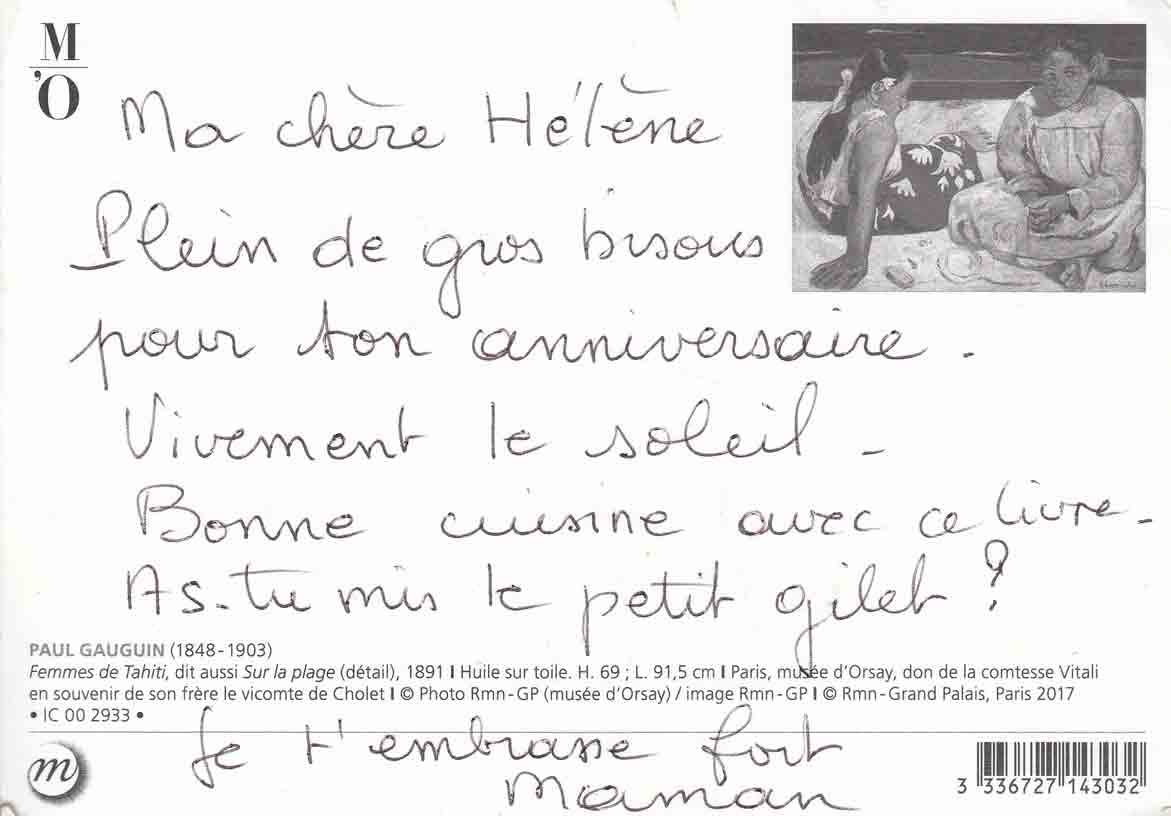 M
'O
Ma chère Hélène
Plein de gros bisous
pour ton anniversaire.
Vivement le soleil -
Bonne cuisine avec ce livre -
As-tu mis le petit gilet ?
PAUL GAUGUIN (1848-1903)
Femmes de Tahiti, dit aussi Sur la plage (détail), 1891 I Huile sur toile. H. 69 ; L. 91,5 cm I Paris, musée d'Orsay, don de la comtesse Vitali
en souvenir de son frère le vicomte de Cholet I © Photo Rmn-GP (musée d'Orsay) / image Rmn-GP I © Rmn-Grand Palais, Paris 2017
• IC 00 2933 •
Je t'embrasse fort
Maman
m
3 336727 143032